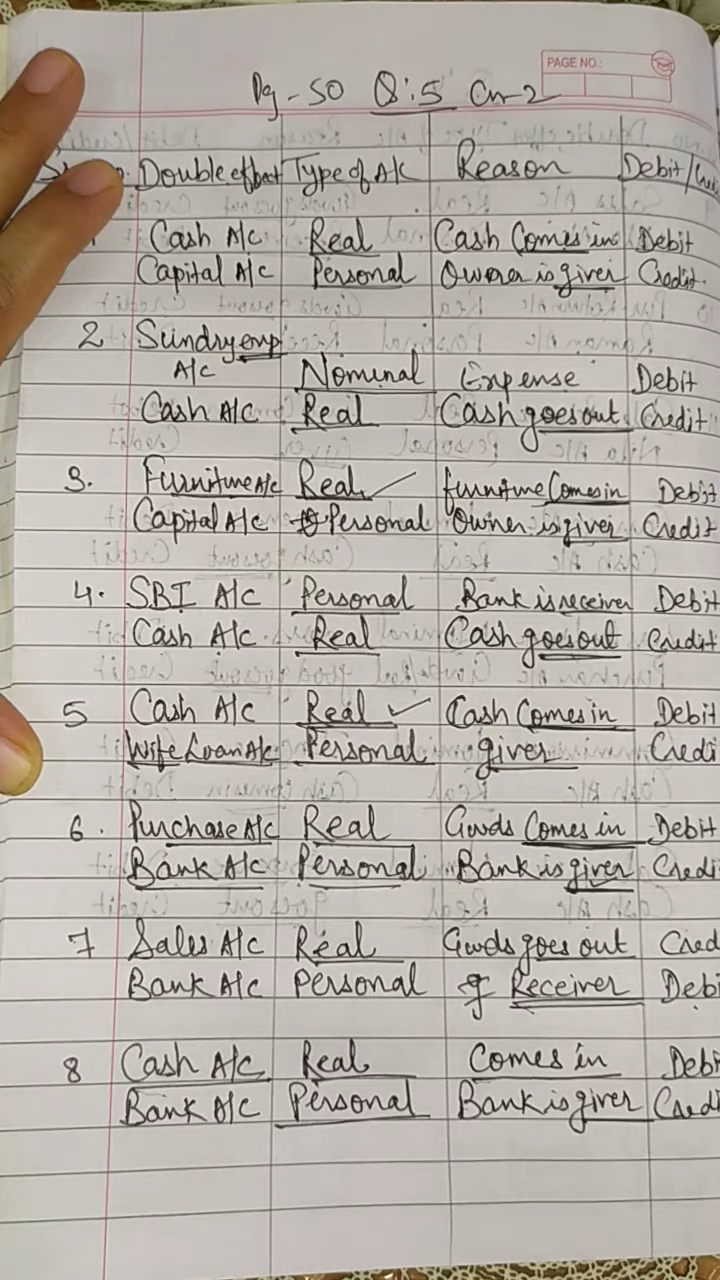 PAGE NO.:
Pg - 50 Q:5 Ch-2
Double effect Type of A/c Reason Debit/
Cash A/c Real Cash Comes in Debit
Capital A/c Personal Owner is giver Credit.
2 Sundry exp
A/c Nominal Expense Debit
Cash A/c Real Cash goes out Credit
3. Furniture A/c Real furniture Comes in Debit
Capital A/c Personal Owner is giver Credit
4. SBI A/c Personal Bank is receiver Debit
Cash A/c Real Cash goes out Credit
5 Cash A/c Real Cash Comes in Debit
Wife Loan A/c Personal giver Credi
6. Purchase A/c Real Goods Comes in Debit
Bank A/c Personal Bank is giver Credi
7 Sales A/c Real Goods goes out Cred
Bank A/c Personal Receiver Debi
8 Cash A/c Real Comes in Deb
Bank A/c Personal Bank is giver Credi